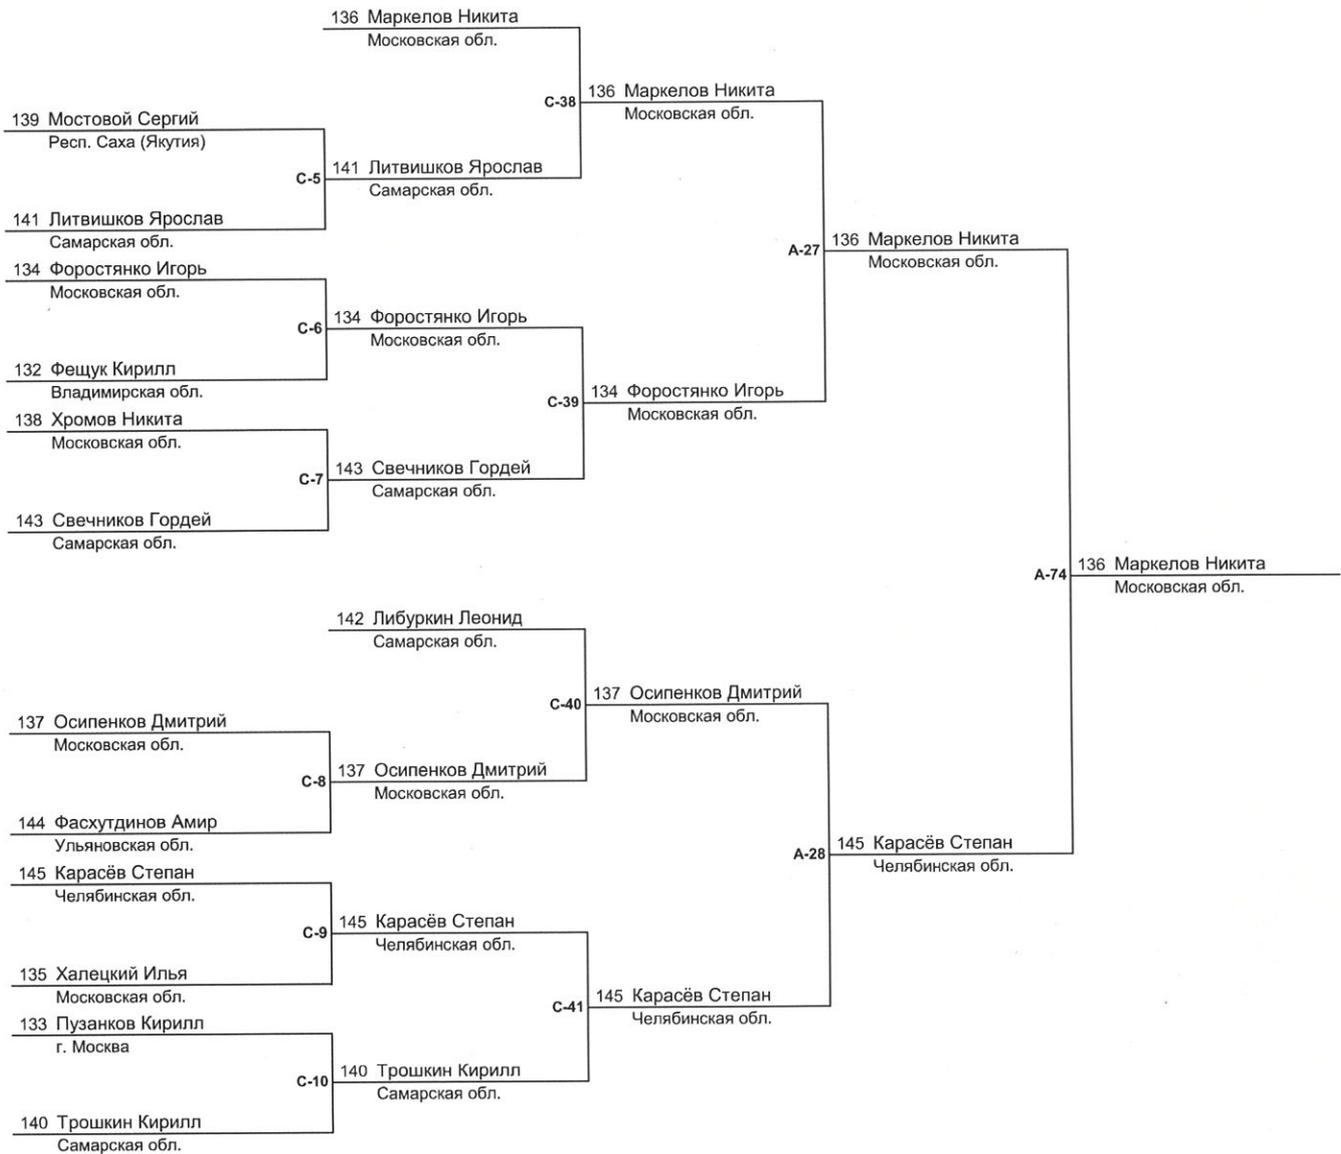 136 Маркелов Никита
Московская обл.
136 Маркелов Никита
С-38
Московская обл.
139 Мостовой Сергий
Респ. Саха (Якутия)
141 Литвишков Ярослав
С-5
Самарская обл.
141 Литвишков Ярослав
Самарская обл.
136 Маркелов Никита
А-27
Московская обл.
134 Форостянко Игорь
Московская обл.
134 Форостянко Игорь
С-6
Московская обл.
132 Фещук Кирилл
Владимирская обл.
134 Форостянко Игорь
С-39
Московская обл.
138 Хромов Никита
Московская обл.
143 Свечников Гордей
С-7
Самарская обл.
143 Свечников Гордей
Самарская обл.
136 Маркелов Никита
А-74
Московская обл.
142 Либуркин Леонид
Самарская обл.
137 Осипенков Дмитрий
С-40
Московская обл.
137 Осипенков Дмитрий
Московская обл.
137 Осипенков Дмитрий
С-8
Московская обл.
144 Фасхутдинов Амир
Ульяновская обл.
145 Карасёв Степан
А-28
Челябинская обл.
145 Карасёв Степан
Челябинская обл.
145 Карасёв Степан
С-9
Челябинская обл.
135 Халецкий Илья
Московская обл.
145 Карасёв Степан
С-41
Челябинская обл.
133 Пузанков Кирилл
г. Москва
140 Трошкин Кирилл
С-10
Самарская обл.
140 Трошкин Кирилл
Самарская обл.